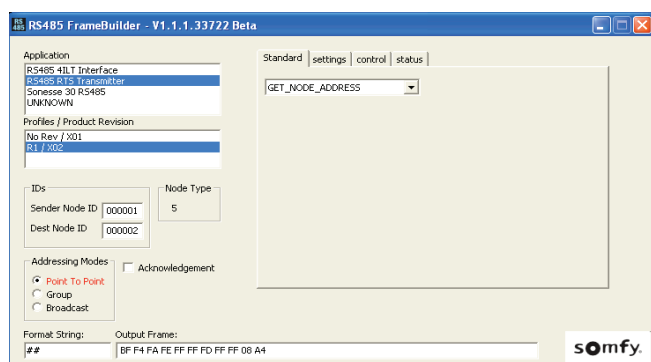 RS485 FrameBuilder - V1.1.1.33722 Beta
Application
RS485 4ILT Interface
RS485 RTS Transmitter
Sonesse 30 RS485
UNKNOWN
Profiles / Product Revision
No Rev / X01
R1 / X02
IDs
Sender Node ID 000001
Dest Node ID 000002
Node Type
5
Addressing Modes
Point To Point
Group
Broadcast
Acknowledgement
Standard settings control status
GET_NODE_ADDRESS
Format String: Output Frame:
## BF F4 FA FE FF FF FD FF FF 08 A4
somfy.